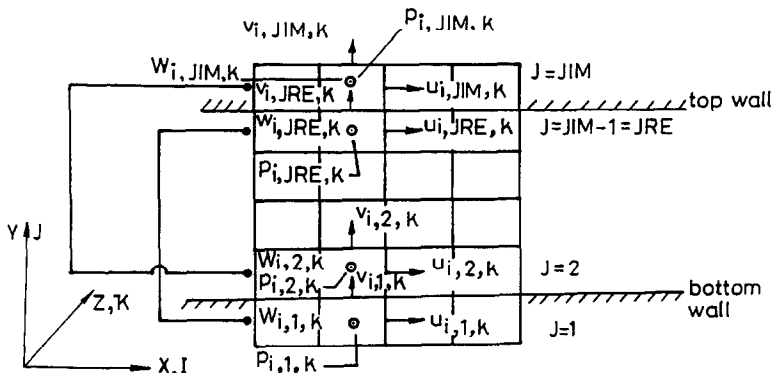 v i,JIM,k
p i,JIM,k
W i,JIM,k
J=JIM
v i,JRE,k
u i,JIM,k
top wall
W i,JRE,k
u i,JRE,k
J=JIM-1=JRE
p i,JRE,k
v i,2,k
Y J
W i,2,k
p i,2,k
v i,1,k
u i,2,k
J=2
bottom
wall
Z,K
W i,1,k
u i,1,k
J=1
p i,1,k
X,I